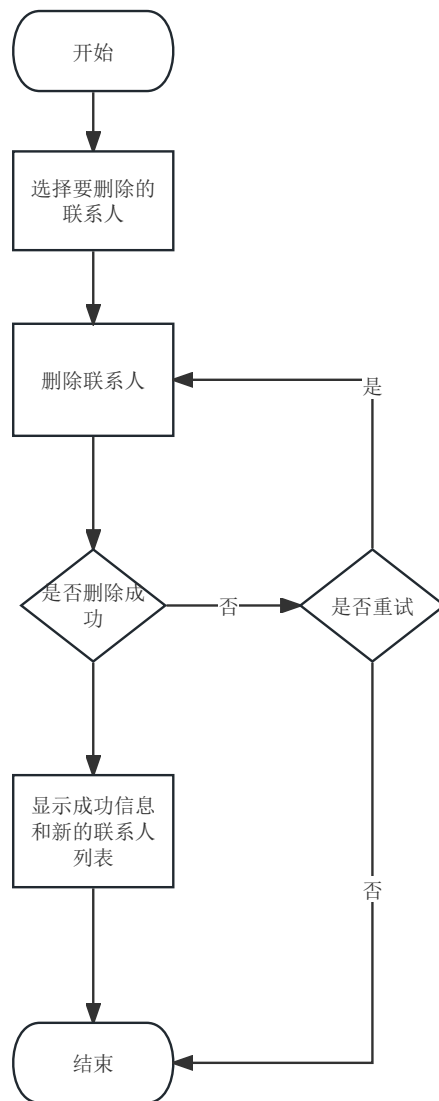 开始
选择要删除的
联系人
删除联系人
是
是否删除成
功
否
是否重试
显示成功信息
和新的联系人
列表
否
结束